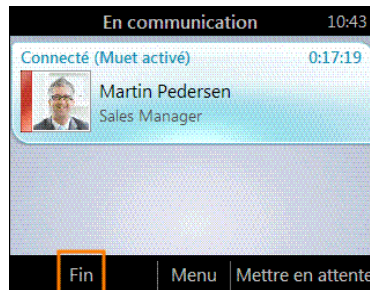 En communication 10:43
Connecté (Muet activé) 0:17:19
Martin Pedersen
Sales Manager
Fin Menu Mettre en attente